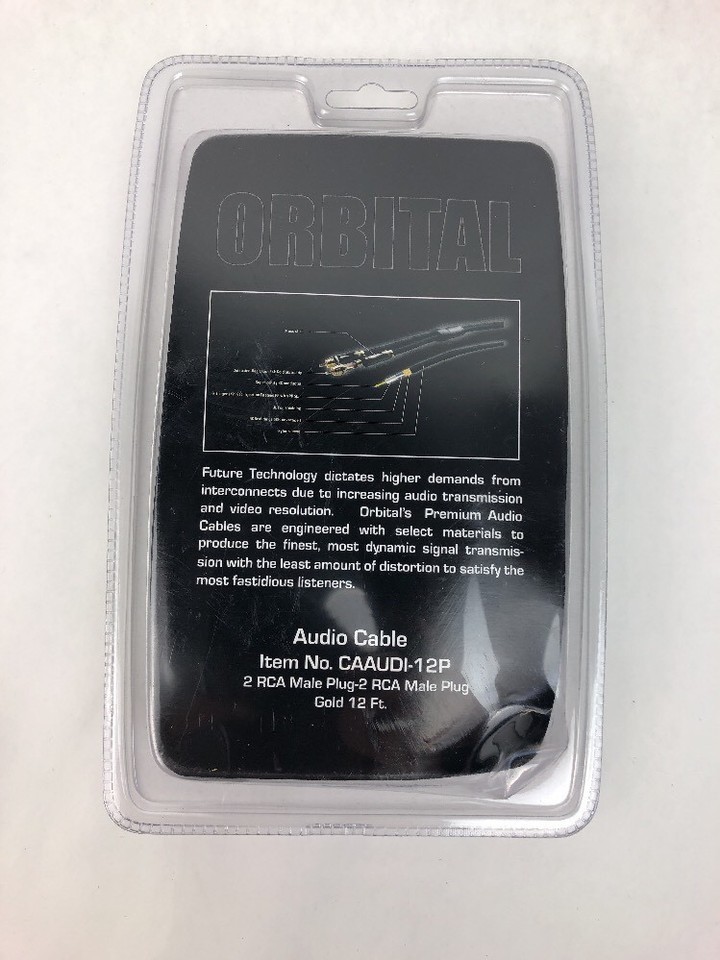 ORBITAL
Future Technology dictates higher demands from
interconnects due to increasing audio transmission
and video resolution. Orbital's Premium Audio
Cables are engineered with select materials to
produce the finest, most dynamic signal transmis-
sion with the least amount of distortion to satisfy the
most fastidious listeners.
Audio Cable
Item No. CAAUDI-12P
2 RCA Male Plug-2 RCA Male Plug
Gold 12 Ft.